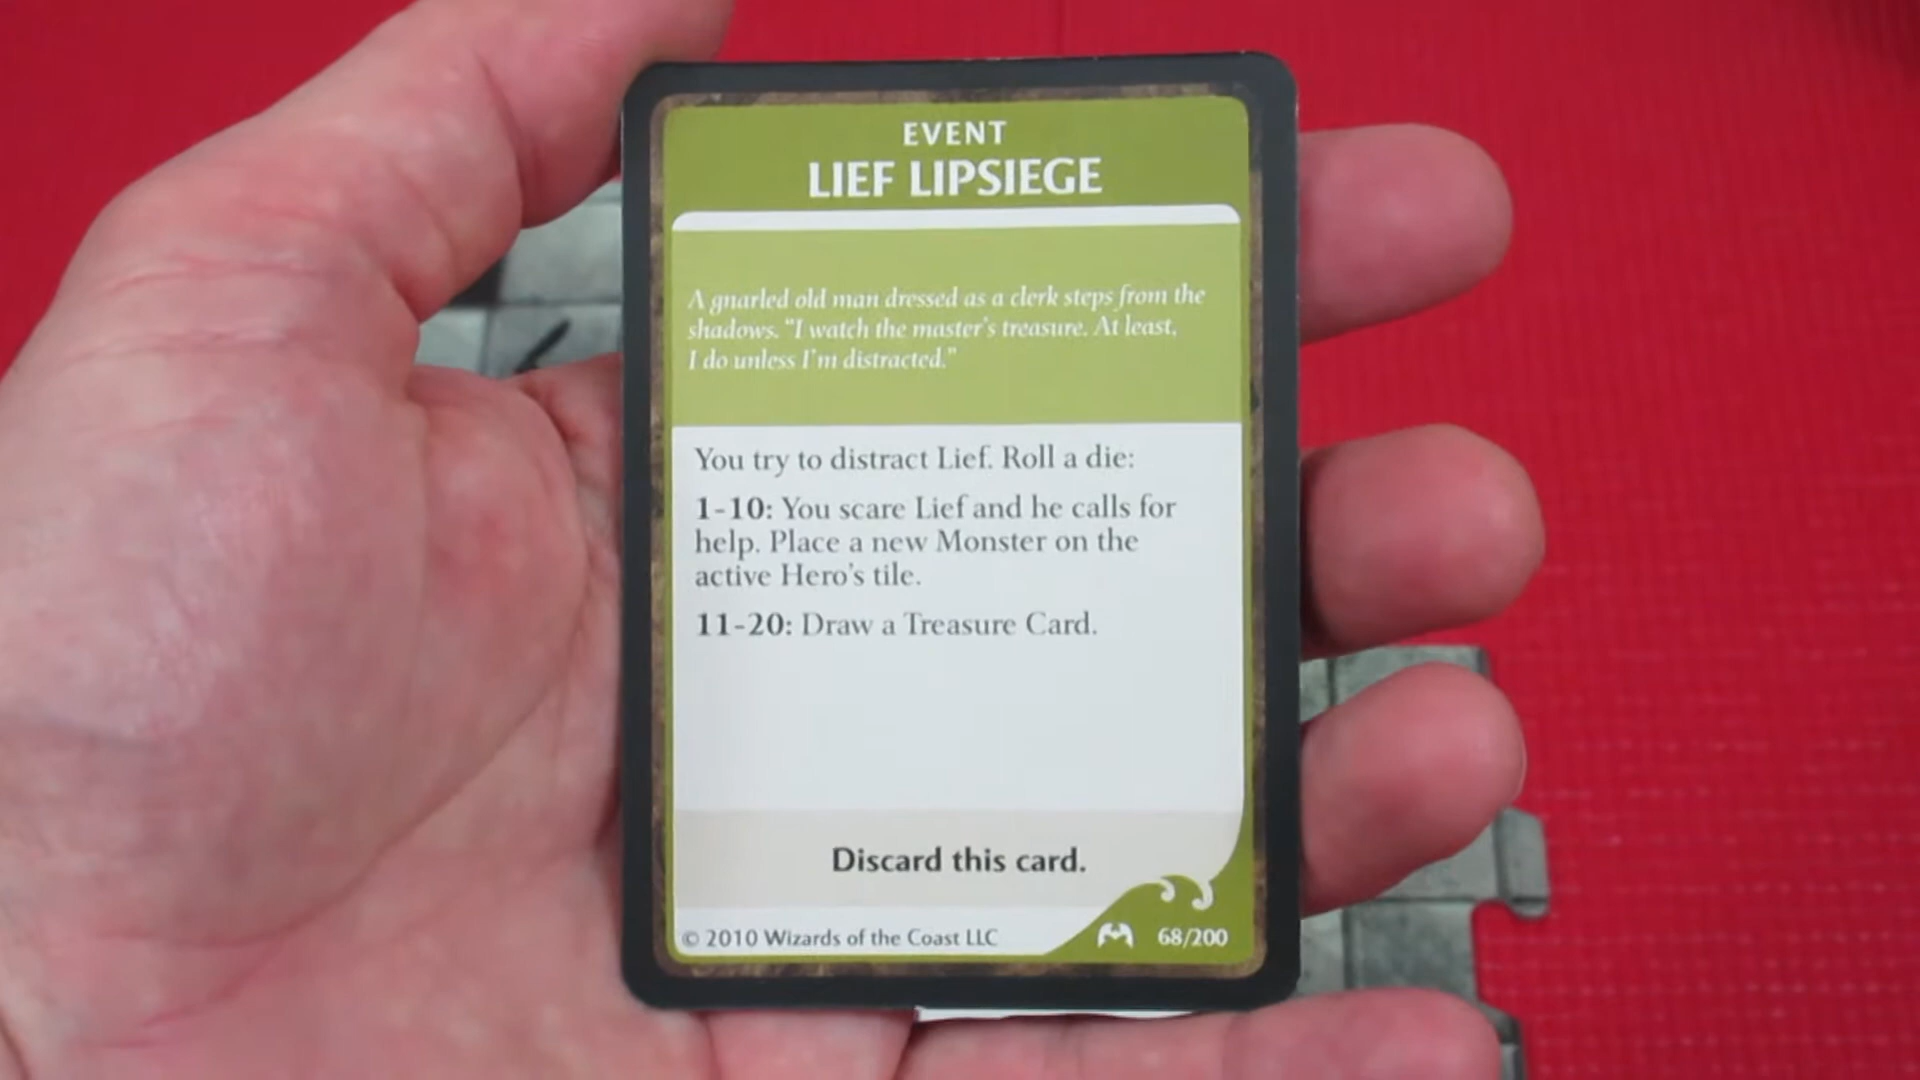 EVENT
LIEF LIPSIEGE
A gnarled old man dressed as a clerk steps from the
shadows. “I watch the master’s treasure. At least,
I do unless I’m distracted.”
You try to distract Lief. Roll a die:
1-10: You scare Lief and he calls for
help. Place a new Monster on the
active Hero’s tile.
11-20: Draw a Treasure Card.
Discard this card.
© 2010 Wizards of the Coast LLC
68/200